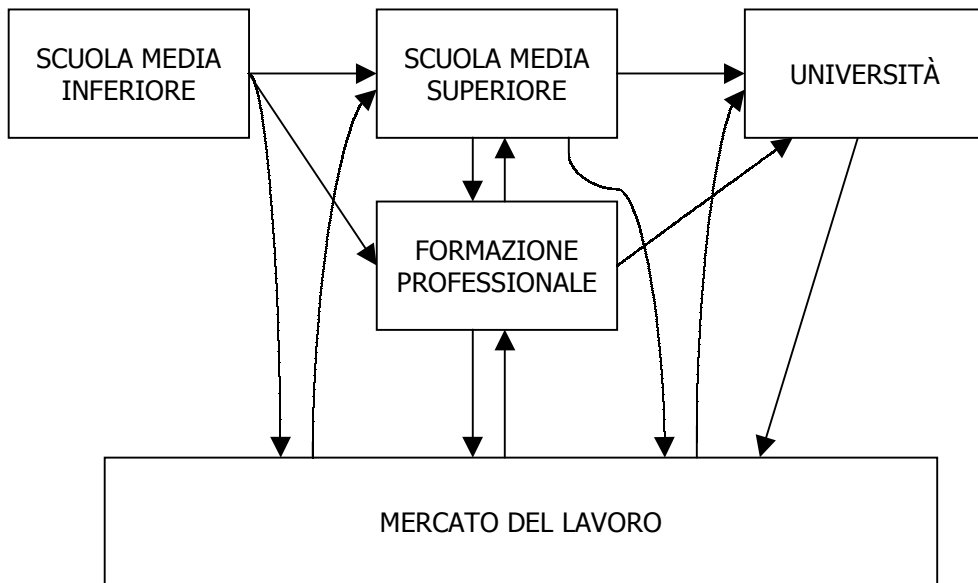 SCUOLA MEDIA
INFERIORE
SCUOLA MEDIA
SUPERIORE
UNIVERSITÀ
FORMAZIONE
PROFESSIONALE
MERCATO DEL LAVORO